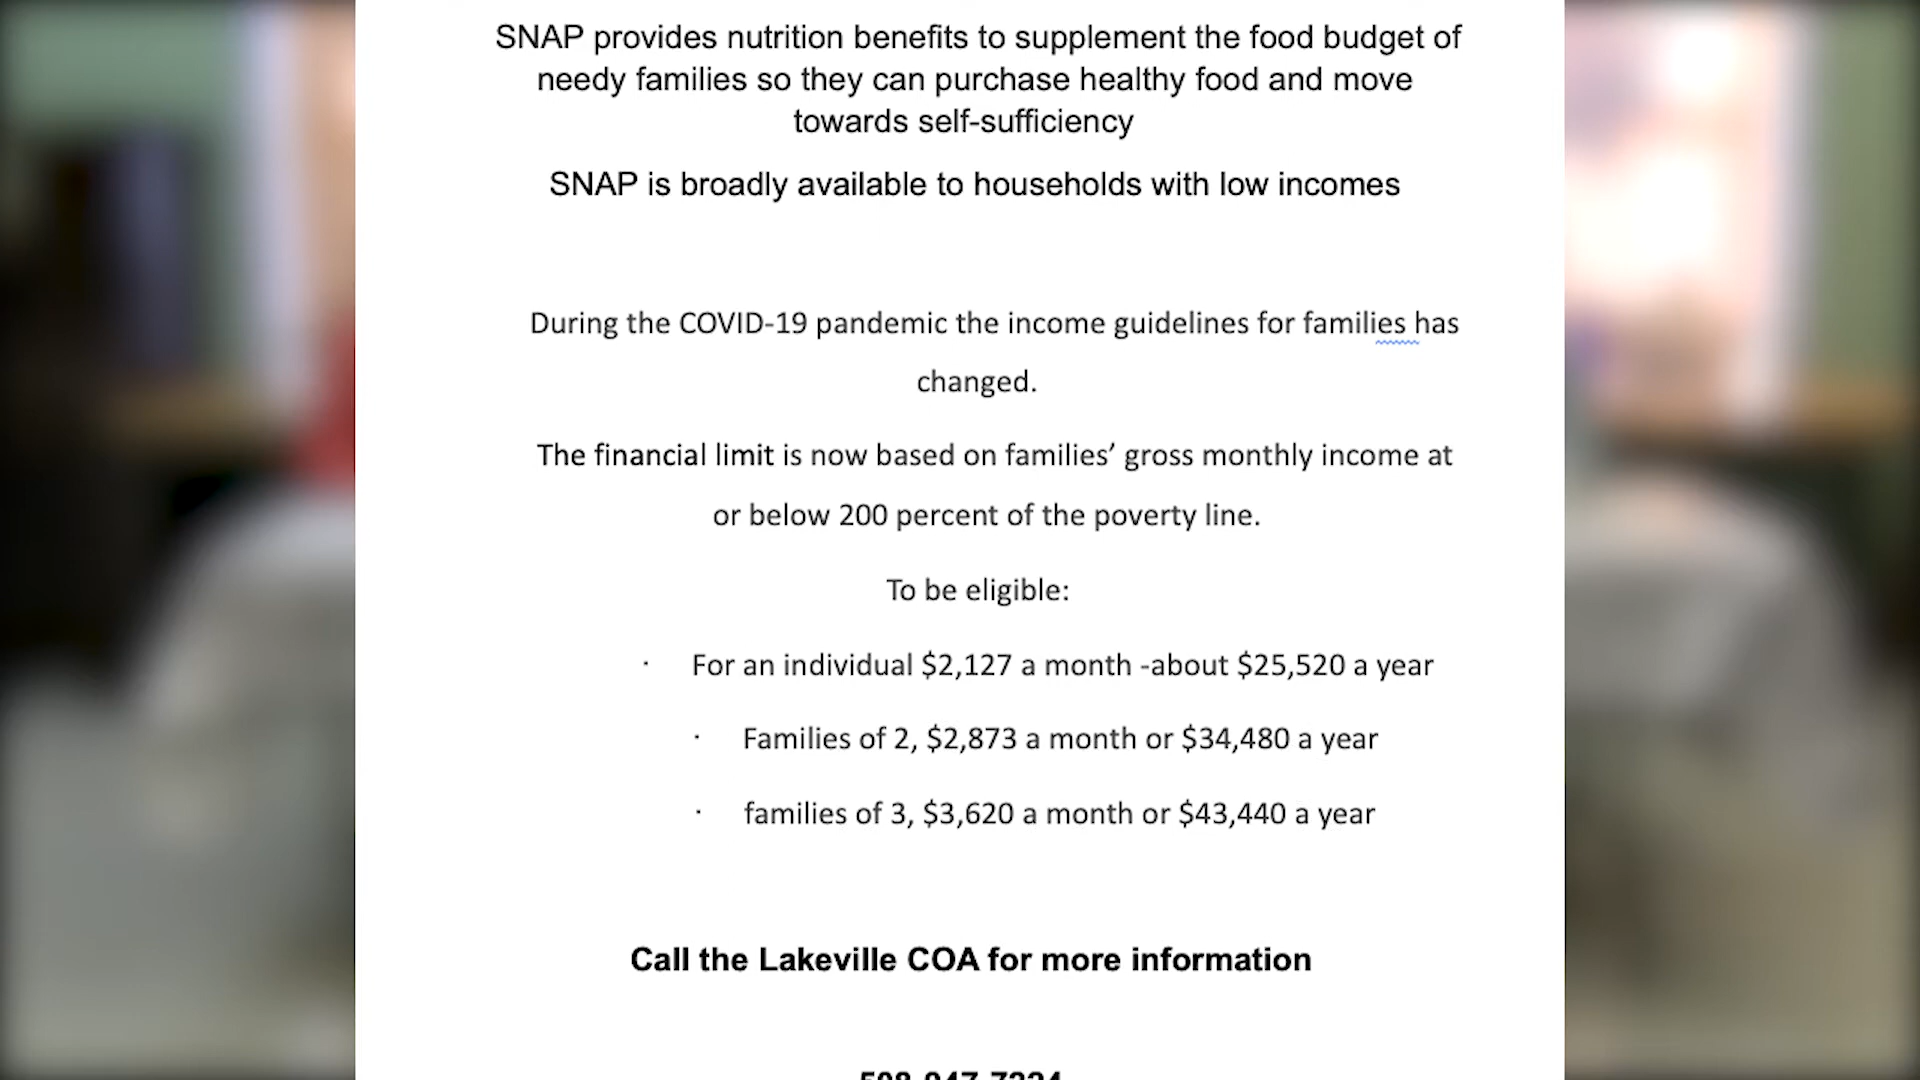 SNAP provides nutrition benefits to supplement the food budget of
needy families so they can purchase healthy food and move
towards self-sufficiency
SNAP is broadly available to households with low incomes
During the COVID-19 pandemic the income guidelines for families has
changed.
The financial limit is now based on families’ gross monthly income at
or below 200 percent of the poverty line.
To be eligible:
· For an individual $2,127 a month -about $25,520 a year
· Families of 2, $2,873 a month or $34,480 a year
· families of 3, $3,620 a month or $43,440 a year
Call the Lakeville COA for more information